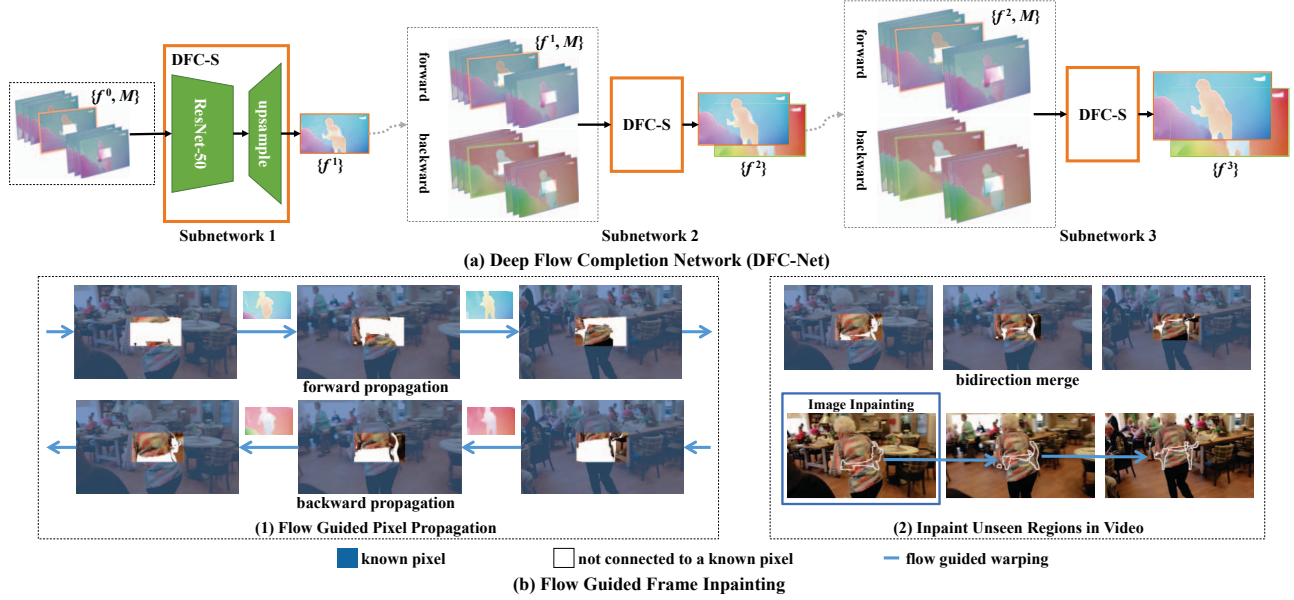 DFC-S
{f⁰, M}
ResNet-50
upsample
{f¹}
Subnetwork 1
{f¹, M}
forward
backward
DFC-S
{f²}
Subnetwork 2
{f², M}
forward
backward
DFC-S
{f³}
Subnetwork 3
(a) Deep Flow Completion Network (DFC-Net)
forward propagation
backward propagation
(1) Flow Guided Pixel Propagation
bidirection merge
Image Inpainting
(2) Inpaint Unseen Regions in Video
known pixel
not connected to a known pixel
flow guided warping
(b) Flow Guided Frame Inpainting